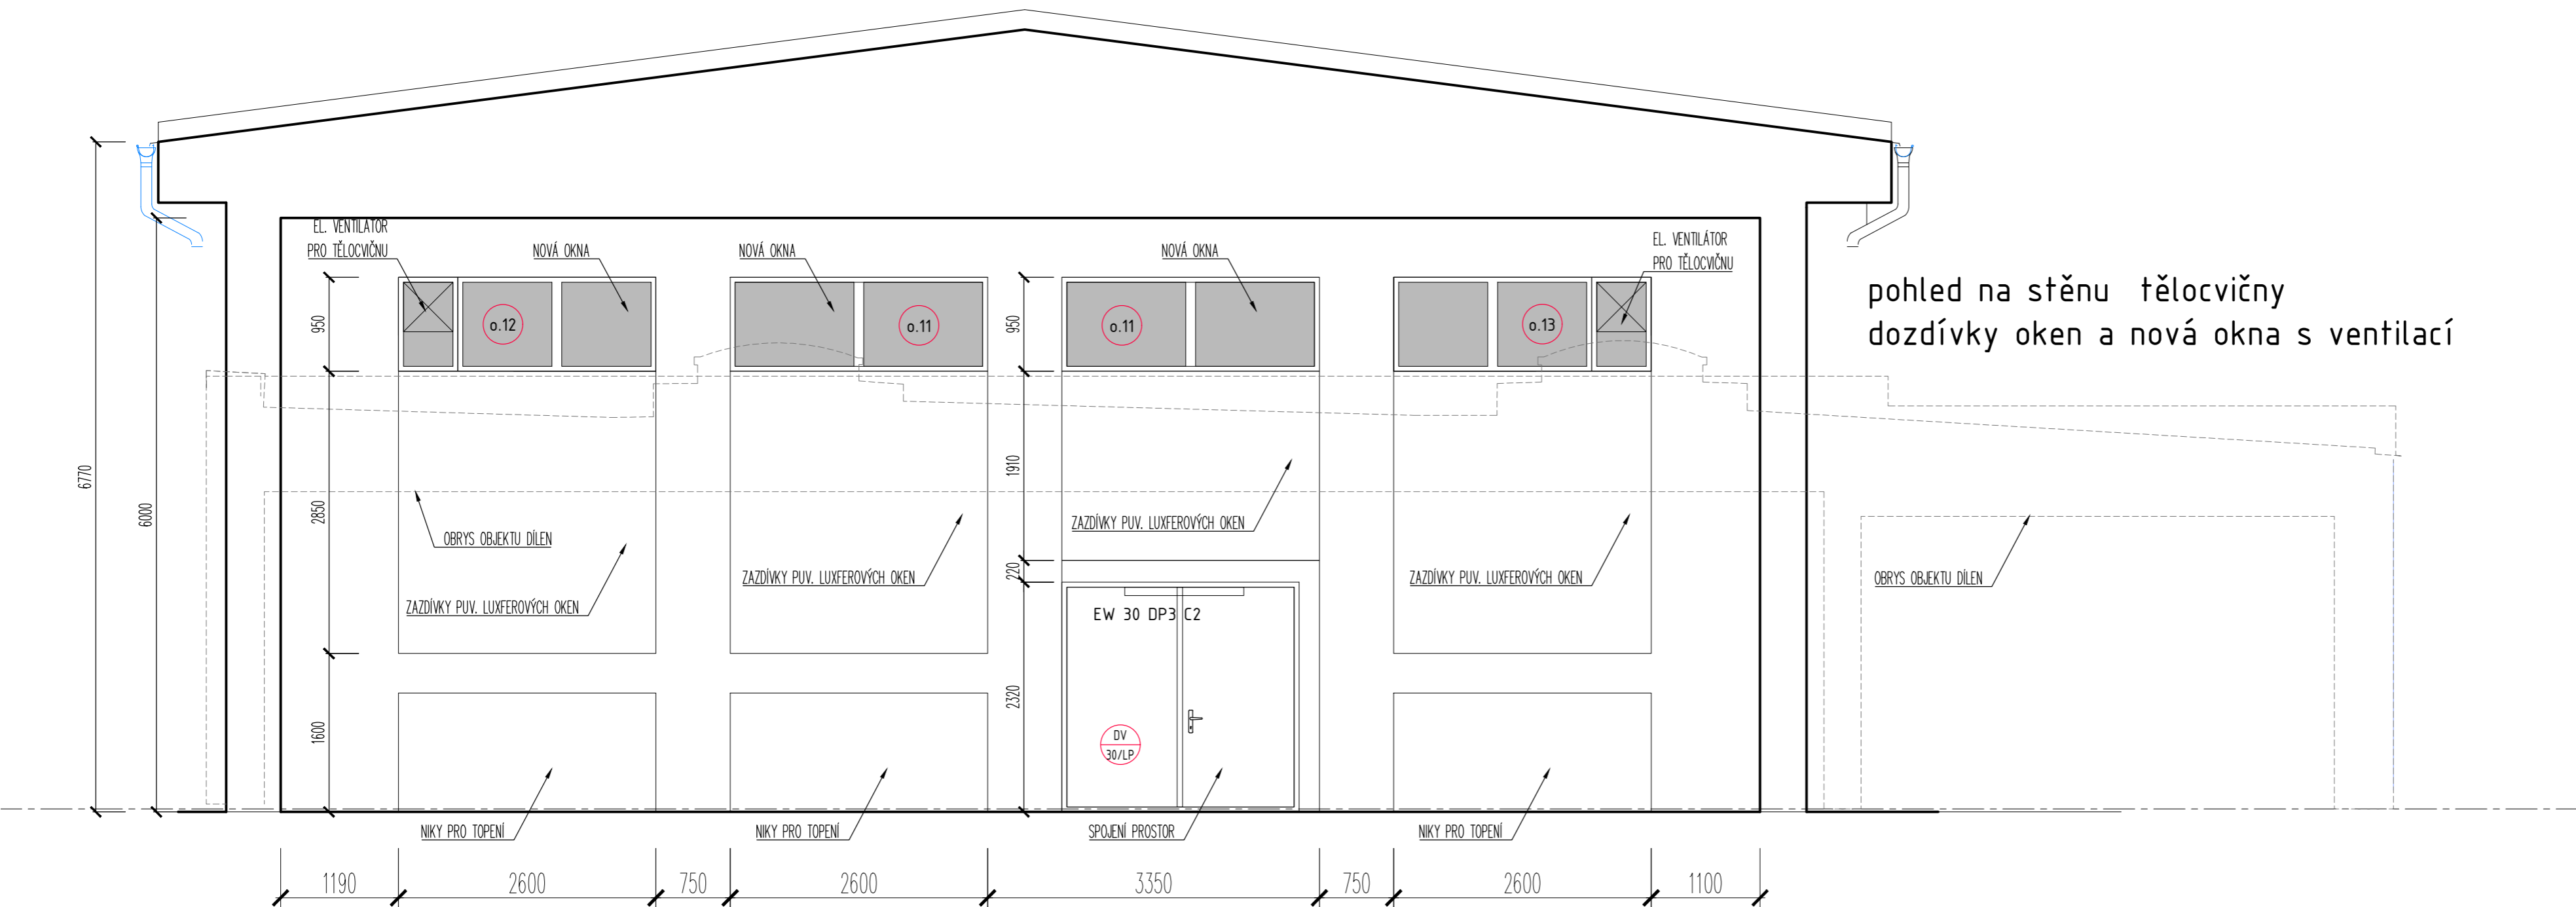 EL. VENTILÁTOR
PRO TĚLOCVIČNU
NOVÁ OKNA
NOVÁ OKNA
NOVÁ OKNA
EL. VENTILÁTOR
PRO TĚLOCVIČNU
pohled na stěnu tělocvičny
dozdívky oken a nová okna s ventilací
950
o.12
o.11
950
o.11
o.13
6770
6000
2850
1910
OBRYS OBJEKTU DÍLEN
ZAZDÍVKY PUV. LUXFEROVÝCH OKEN
ZAZDÍVKY PUV. LUXFEROVÝCH OKEN
ZAZDÍVKY PUV. LUXFEROVÝCH OKEN
ZAZDÍVKY PUV. LUXFEROVÝCH OKEN
OBRYS OBJEKTU DÍLEN
220
EW 30 DP3 C2
1600
2320
DV
30/LP
NIKY PRO TOPENÍ
NIKY PRO TOPENÍ
SPOJENÍ PROSTOR
NIKY PRO TOPENÍ
1190
2600
750
2600
3350
750
2600
1100